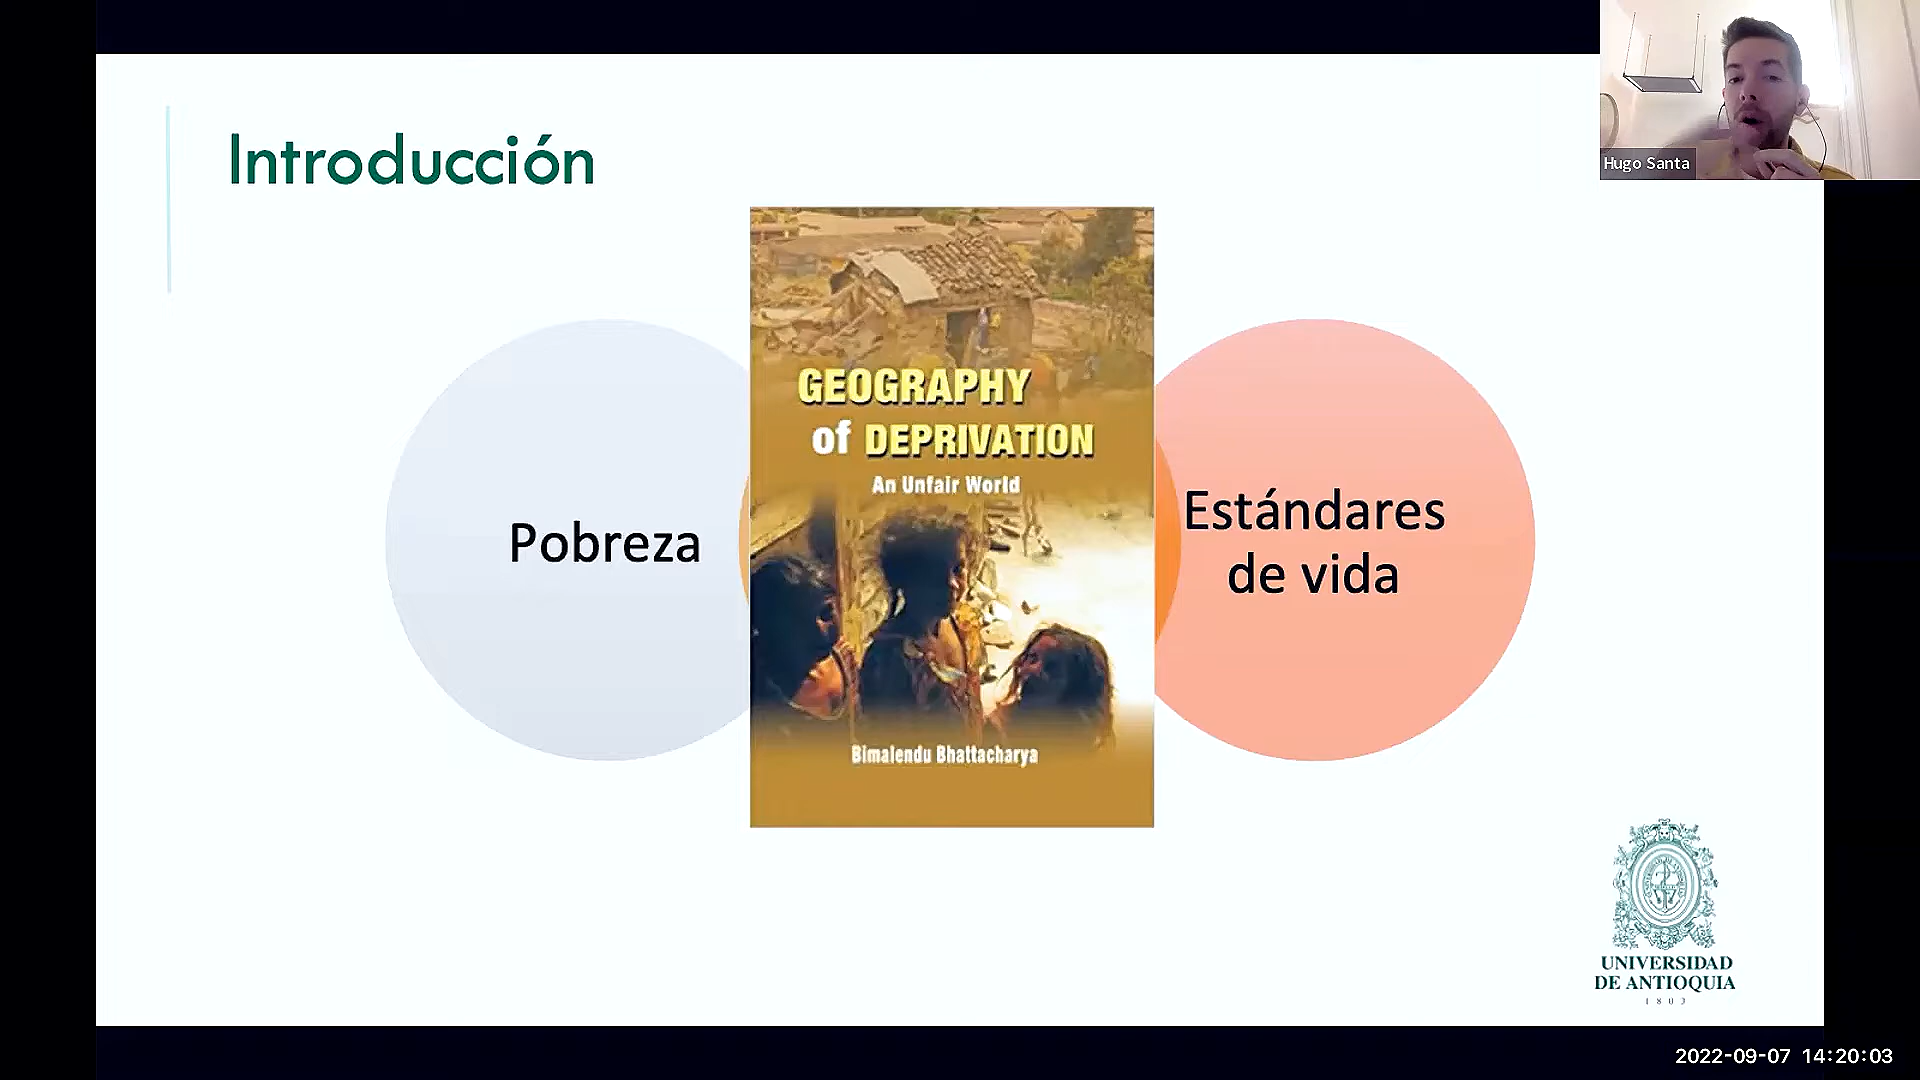 Introducción
Hugo Santa
GEOGRAPHY
of DEPRIVATION
An Unfair World
Bimalendu Bhattacharya
Pobreza
Estándares
de vida
UNIVERSIDAD
DE ANTIOQUIA
1803
2022-09-07 14:20:03